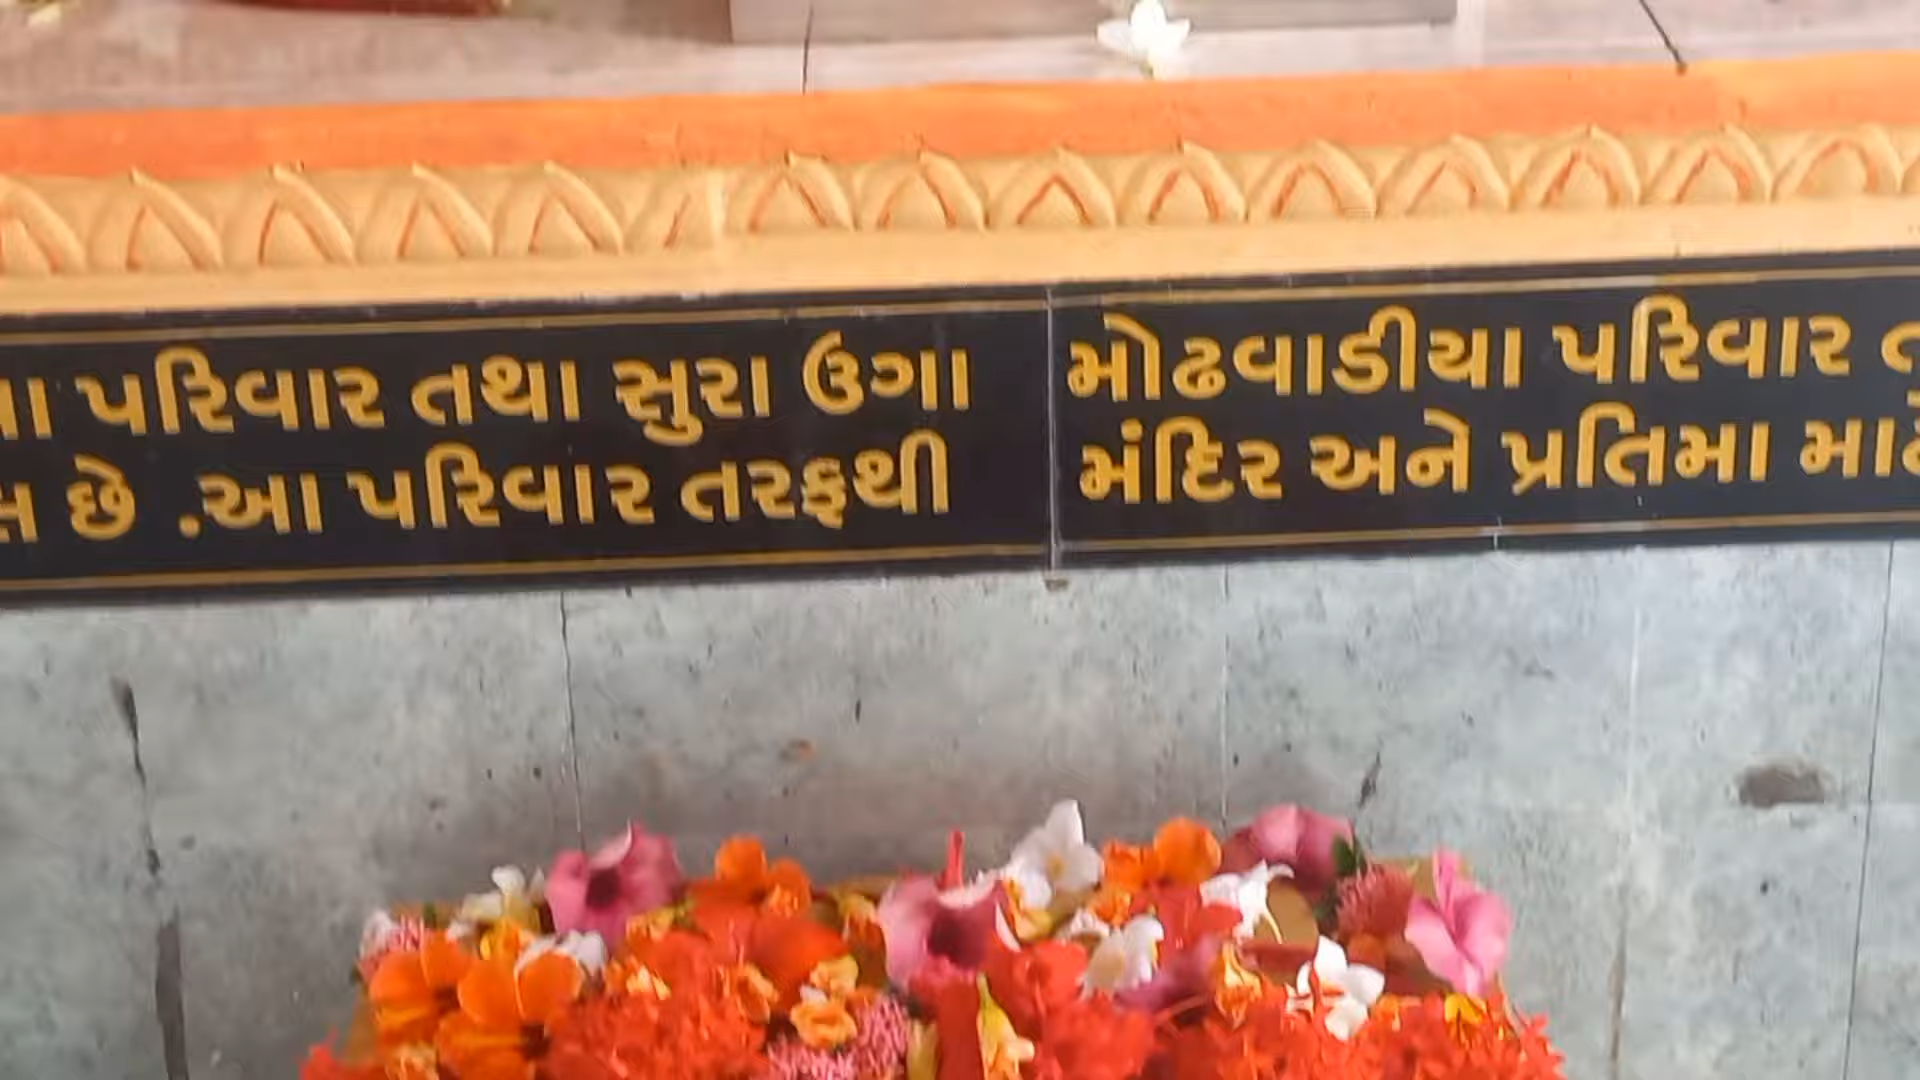 પરિવાર તથા સુરા ઉગા મોઢવાડીયા પરિવાર
છે .આ પરિવાર તરફથી મંદિર અને પ્રતિમા